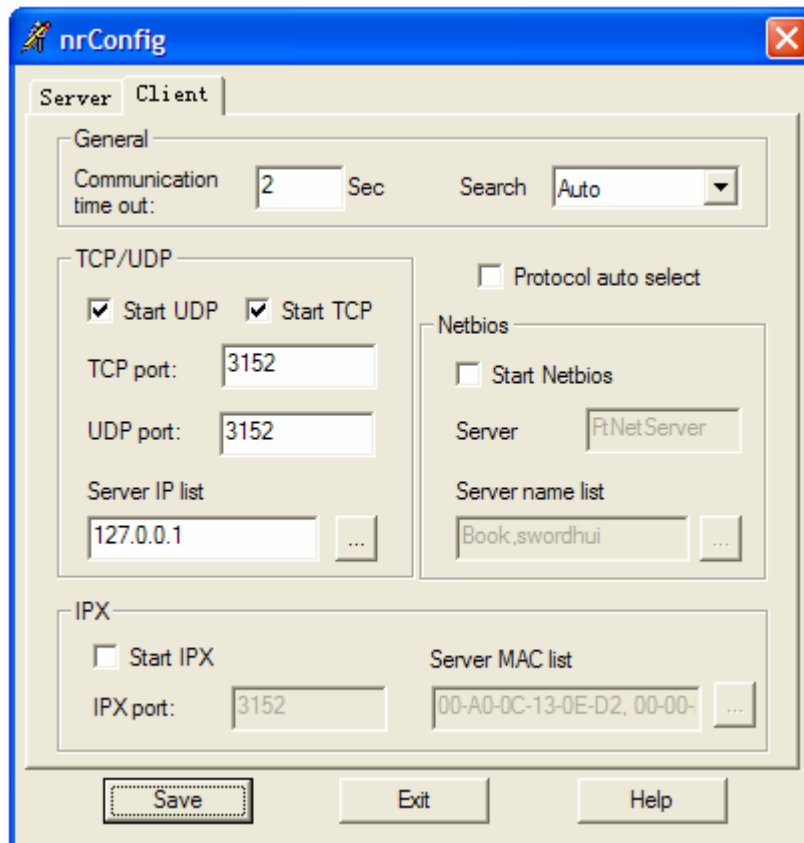 nrConfig
Server Client
General
Communication time out: 2 Sec Search Auto
TCP/UDP
Start UDP Start TCP
TCP port: 3152
UDP port: 3152
Server IP list
127.0.0.1 ...
Protocol auto select
Netbios
Start Netbios
Server FtNetServer
Server name list
Book,swordhui ...
IPX
Start IPX Server MAC list
IPX port: 3152 00-A0-0C-13-0E-D2, 00-00- ...
Save Exit Help